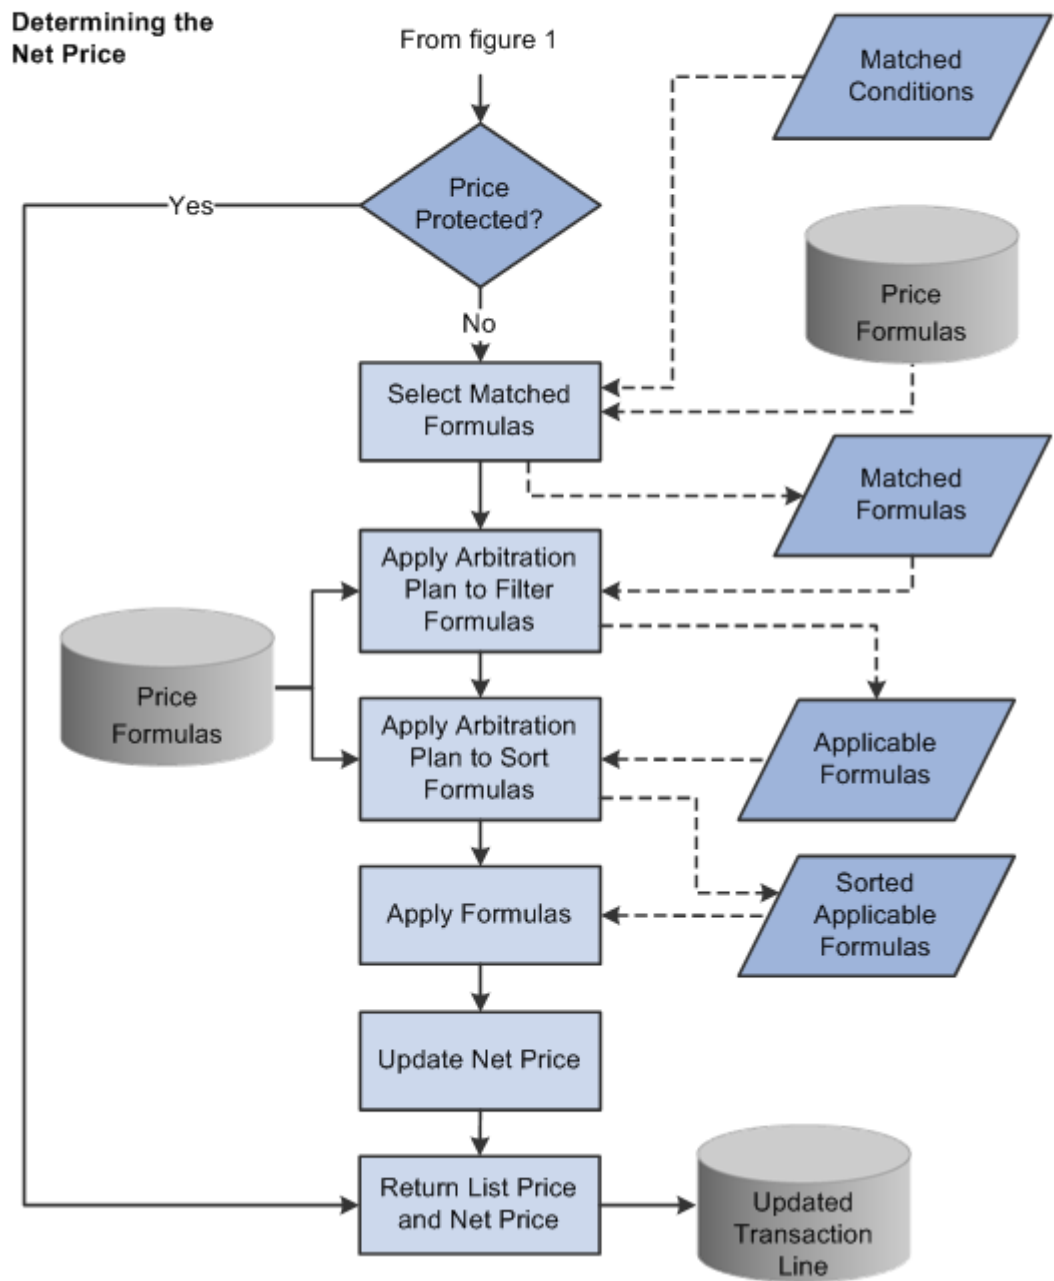 Determining the
Net Price
From figure 1
Matched
Conditions
Price
Protected?
Yes
Price
Formulas
No
Select Matched
Formulas
Matched
Formulas
Apply Arbitration
Plan to Filter
Formulas
Price
Formulas
Apply Arbitration
Plan to Sort
Formulas
Applicable
Formulas
Apply Formulas
Sorted
Applicable
Formulas
Update Net Price
Return List Price
and Net Price
Updated
Transaction
Line